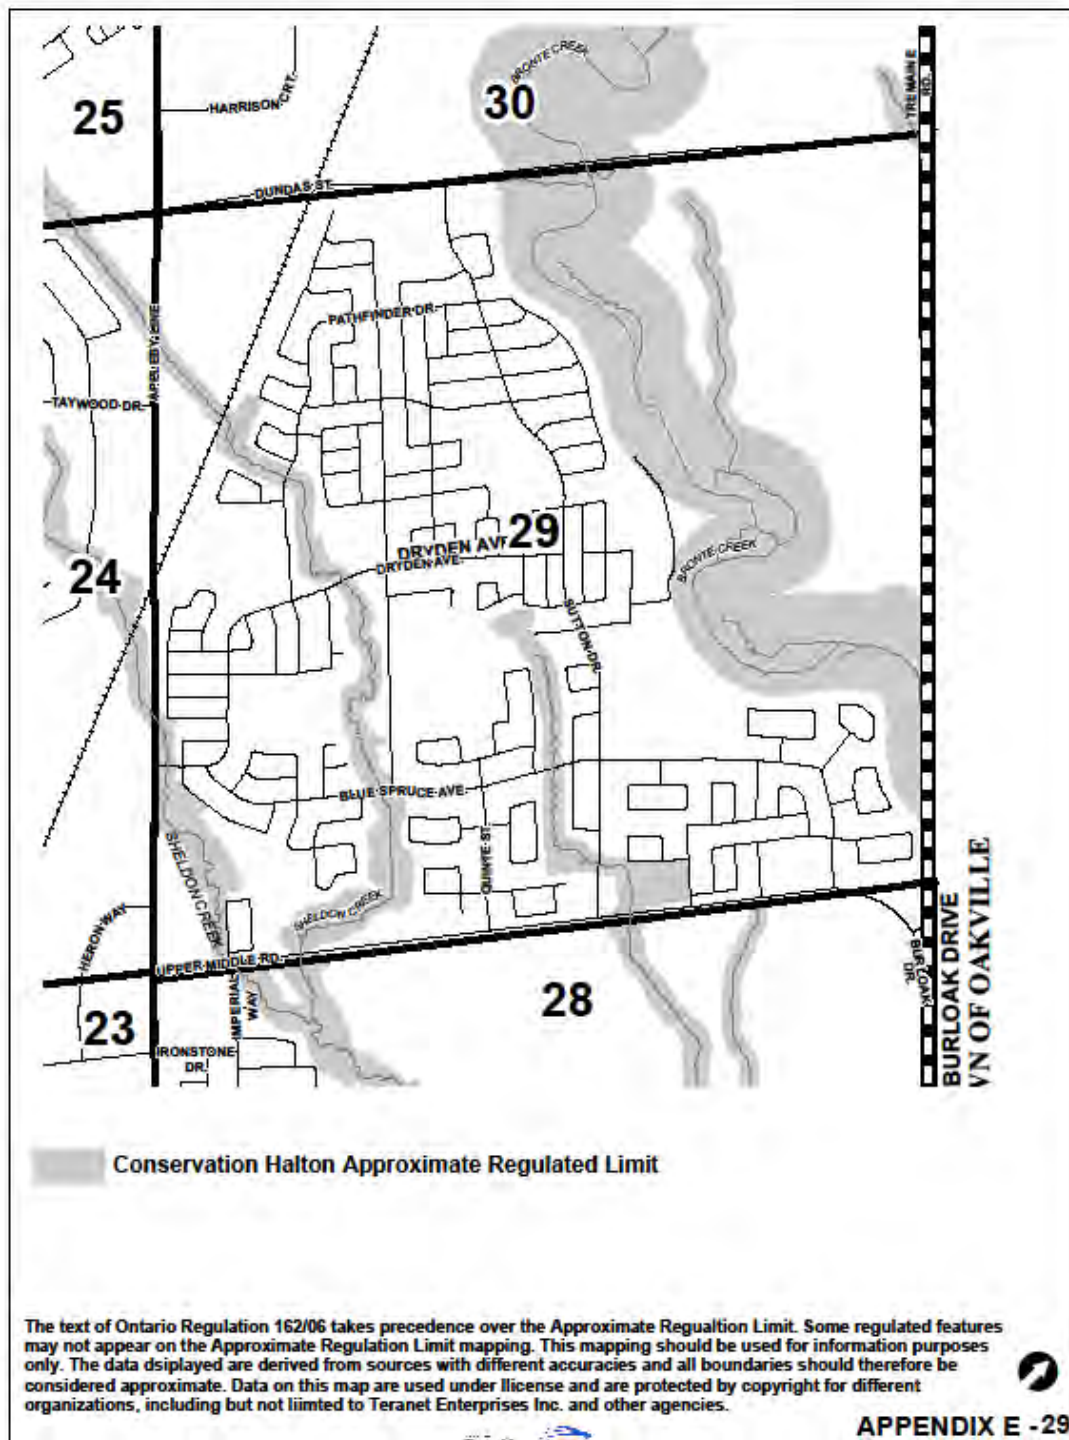 BRONTE CREEK
TREMAINE RD.
25
HARRISON CRT.
30
DUNDAS ST.
APPLEBY LINE
PATHFINDER DR.
TAYWOOD DR.
29
DRYDEN AVE
DRYDEN AVE.
24
BRONTE CREEK
SUTTON DR.
BLUE SPRUCE AVE.
QUINTE ST.
SHELDON CREEK
SHELDON CREEK
HERON WAY
UPPER MIDDLE RD.
BURLOAK DR.
BURLOAK DRIVE
WN OF OAKVILLE
28
23
IMPERIAL WAY
IRONSTONE DR.
Conservation Halton Approximate Regulated Limit
The text of Ontario Regulation 162/06 takes precedence over the Approximate Regualtion Limit. Some regulated features
may not appear on the Approximate Regulation Limit mapping. This mapping should be used for information purposes
only. The data dsiplayed are derived from sources with different accuracies and all boundaries should therefore be
considered approximate. Data on this map are used under llicense and are protected by copyright for different
organizations, including but not liimted to Teranet Enterprises Inc. and other agencies.
APPENDIX E - 29